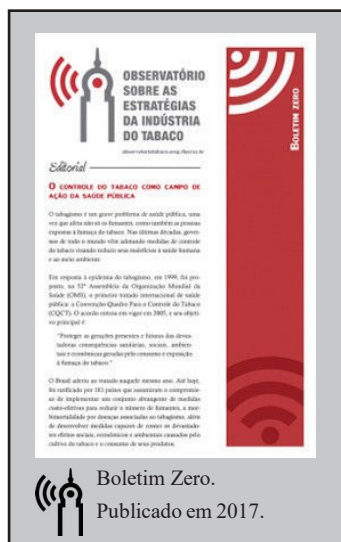 OBSERVATÓRIO
SOBRE AS
ESTRATÉGIAS
DA INDÚSTRIA
DO TABACO
observatoriotabaco.ensp.fiocruz.br
Editorial
O CONTROLE DO TABACO COMO CAMPO DE
AÇÃO DA SAÚDE PÚBLICA
O tabagismo é um grave problema de saúde pública, uma
vez que afeta não só os fumantes, como também as pessoas
expostas à fumaça do tabaco. Nas últimas décadas, gover-
nos de todo o mundo vêm adotando medidas de controle
do tabaco visando reduzir seus malefícios à saúde humana
e ao meio ambiente.
Em resposta à epidemia do tabagismo, em 1999, foi pro-
posto, na 52ª Assembleia da Organização Mundial da
Saúde (OMS), o primeiro tratado internacional de saúde
pública: a Convenção-Quadro Para o Controle do Tabaco
(CQCT). O acordo entrou em vigor em 2005, e seu objeti-
vo principal é
"Proteger as gerações presentes e futuras das devas-
tadoras consequências sanitárias, sociais, ambien-
tais e econômicas geradas pelo consumo e exposição
à fumaça do tabaco."
O Brasil aderiu ao tratado naquele mesmo ano. Até hoje,
foi ratificado por 181 países que assumiram o compromis-
so de implementar um conjunto abrangente de medidas
custo-efetivas para reduzir o número de fumantes, a mor-
bimortalidade por doenças associadas ao tabagismo, além
de desenvolver medidas capazes de conter os devastado-
res efeitos sociais, econômicos e ambientais causados pelo
cultivo do tabaco e o consumo de seus produtos.
BOLETIM ZERO
Boletim Zero.
Publicado em 2017.